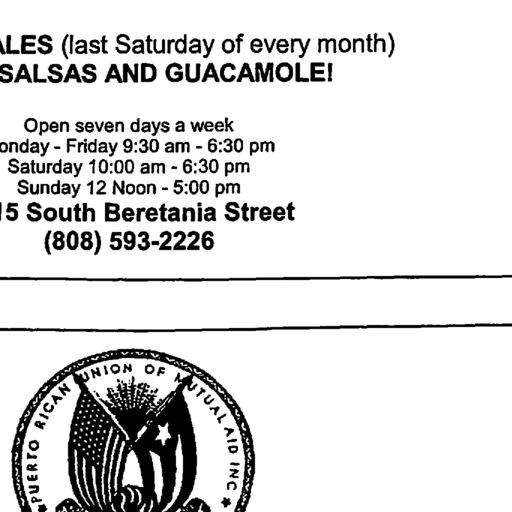 ALES (last Saturday of every month)
SALSAS AND GUACAMOLE!
Open seven days a week
onday - Friday 9:30 am - 6:30 pm
Saturday 10:00 am - 6:30 pm
Sunday 12 Noon - 5:00 pm
15 South Beretania Street
(808) 593-2226
PUERTO RICAN UNION OF MUTUAL AID INC